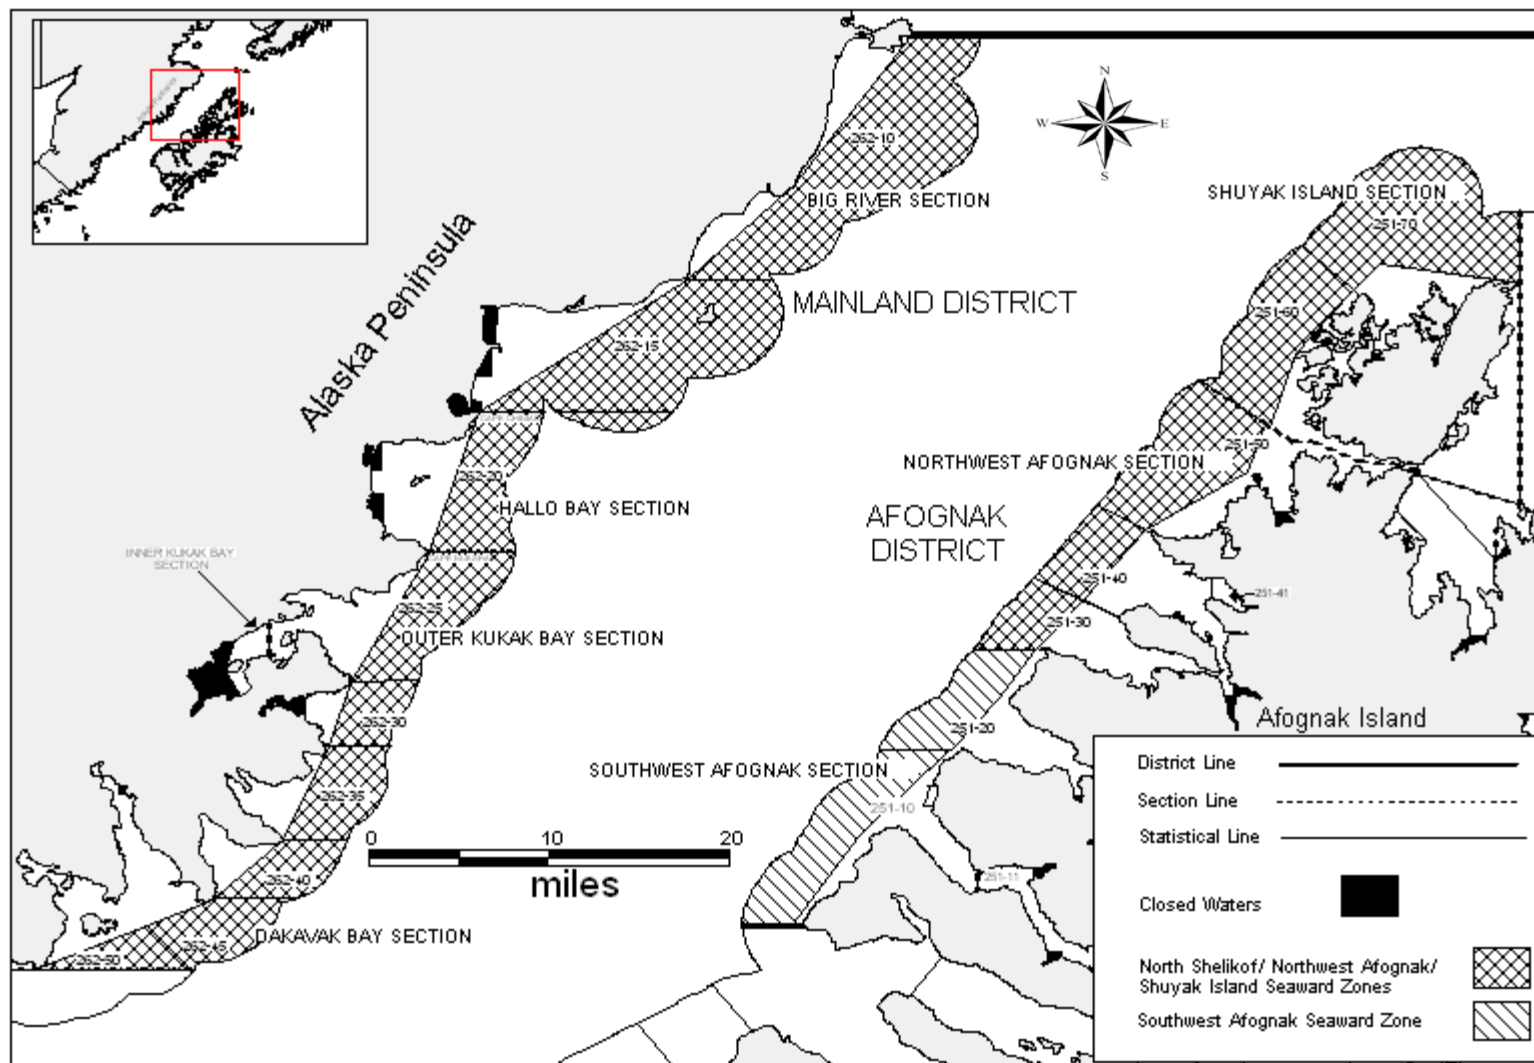 N
W
E
S
262-10
BIG RIVER SECTION
SHUYAK ISLAND SECTION
251-70
Alaska Peninsula
MAINLAND DISTRICT
251-60
262-15
251-50
NORTHWEST AFOGNAK SECTION
262-20
HALLO BAY SECTION
AFOGNAK
DISTRICT
INNER KUKAK BAY
SECTION
251-40
251-41
262-25
251-30
OUTER KUKAK BAY SECTION
262-30
251-20
Afognak Island
SOUTHWEST AFOGNAK SECTION
262-35
251-10
0
10
20
miles
262-40
251-11
DAKAVAK BAY SECTION
262-45
262-50
District Line
Section Line
Statistical Line
Closed Waters
North Shelikof/ Northwest Afognak/
Shuyak Island Seaward Zones
Southwest Afognak Seaward Zone